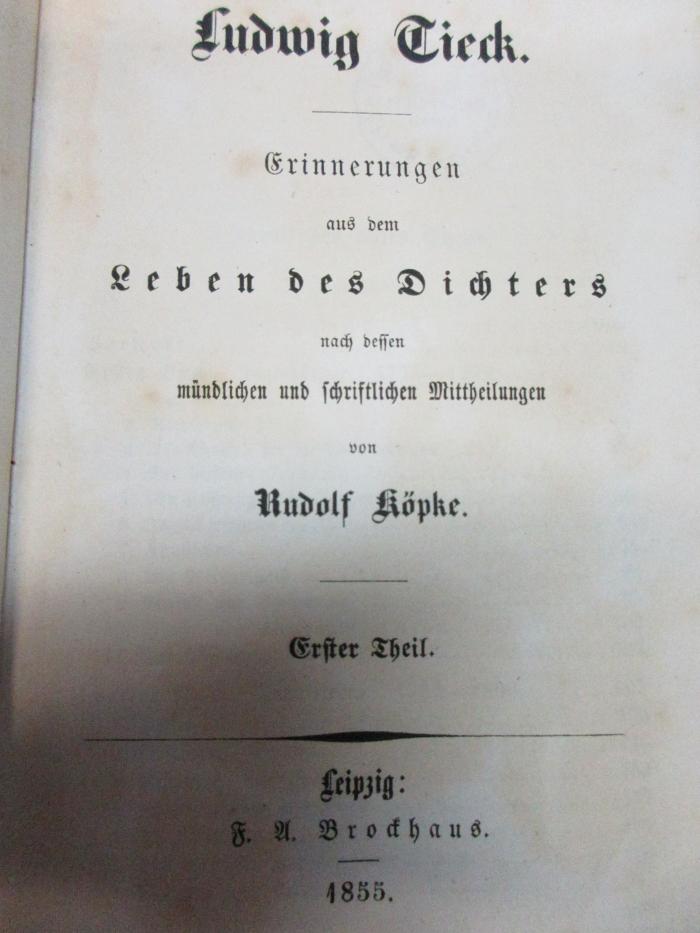 Ludwig Tieck.
Erinnerungen
aus dem
Leben des Dichters
nach dessen
mündlichen und schriftlichen Mittheilungen
von
Rudolf Köpke.
Erster Theil.
Leipzig:
F. A. Brockhaus.
1855.